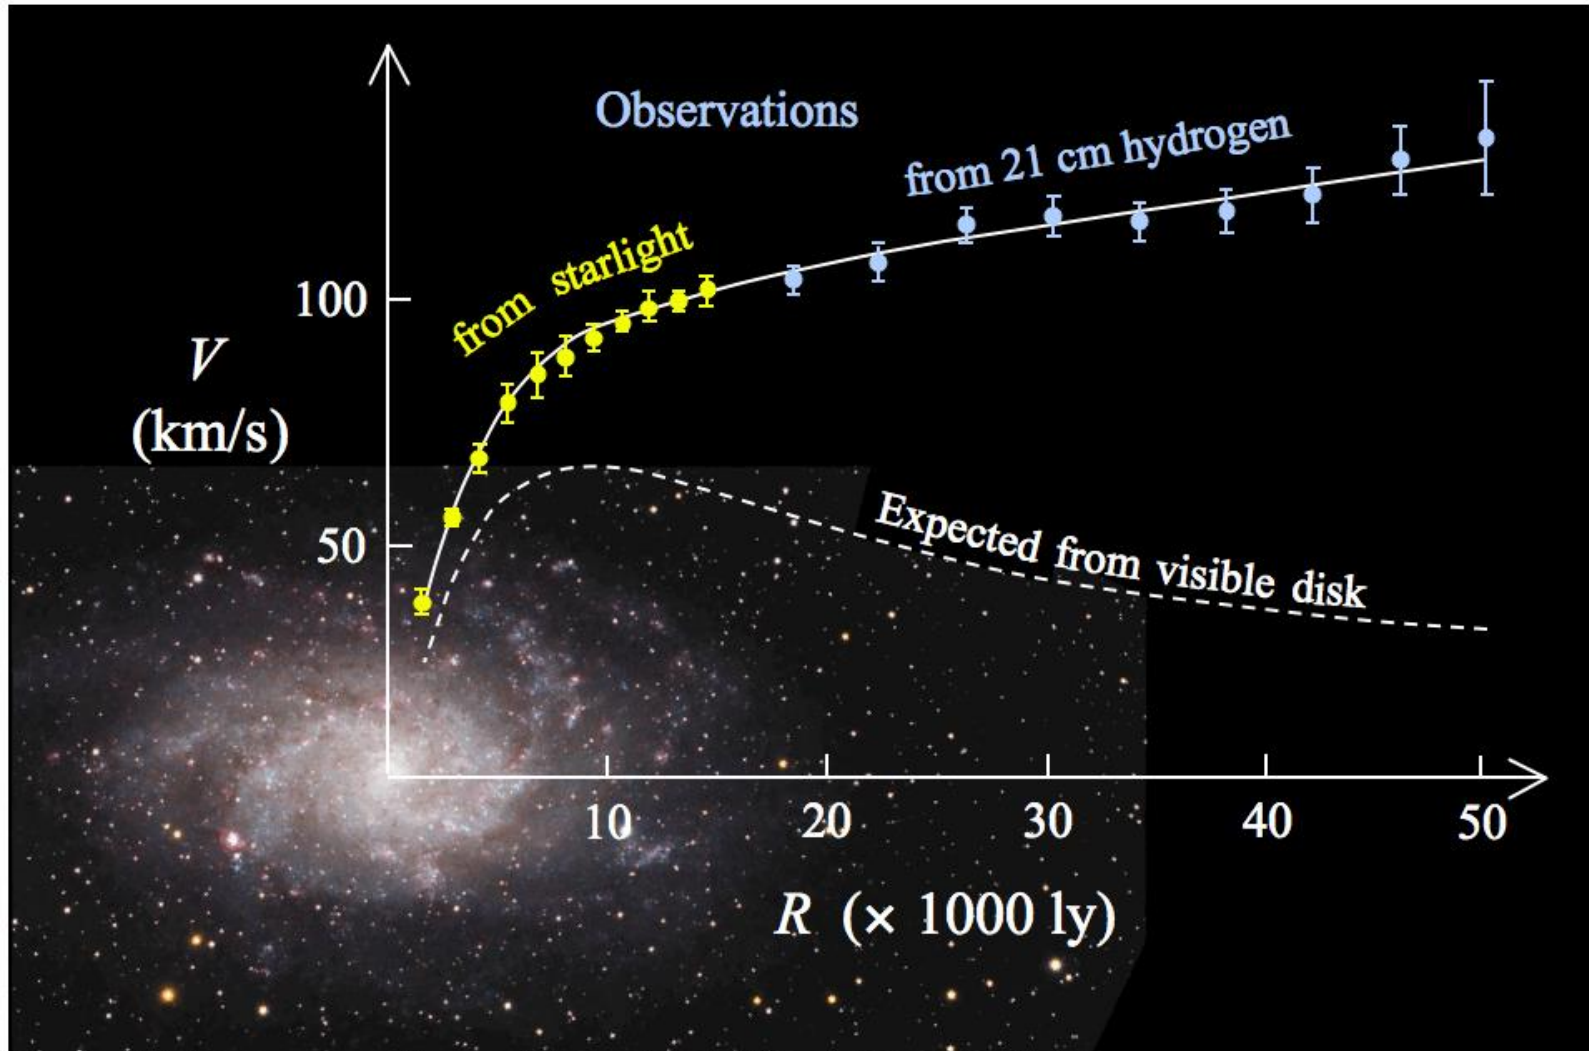 Observations
from 21 cm hydrogen
from starlight
100
V
(km/s)
50
Expected from visible disk
10 20 30 40 50
R (× 1000 ly)